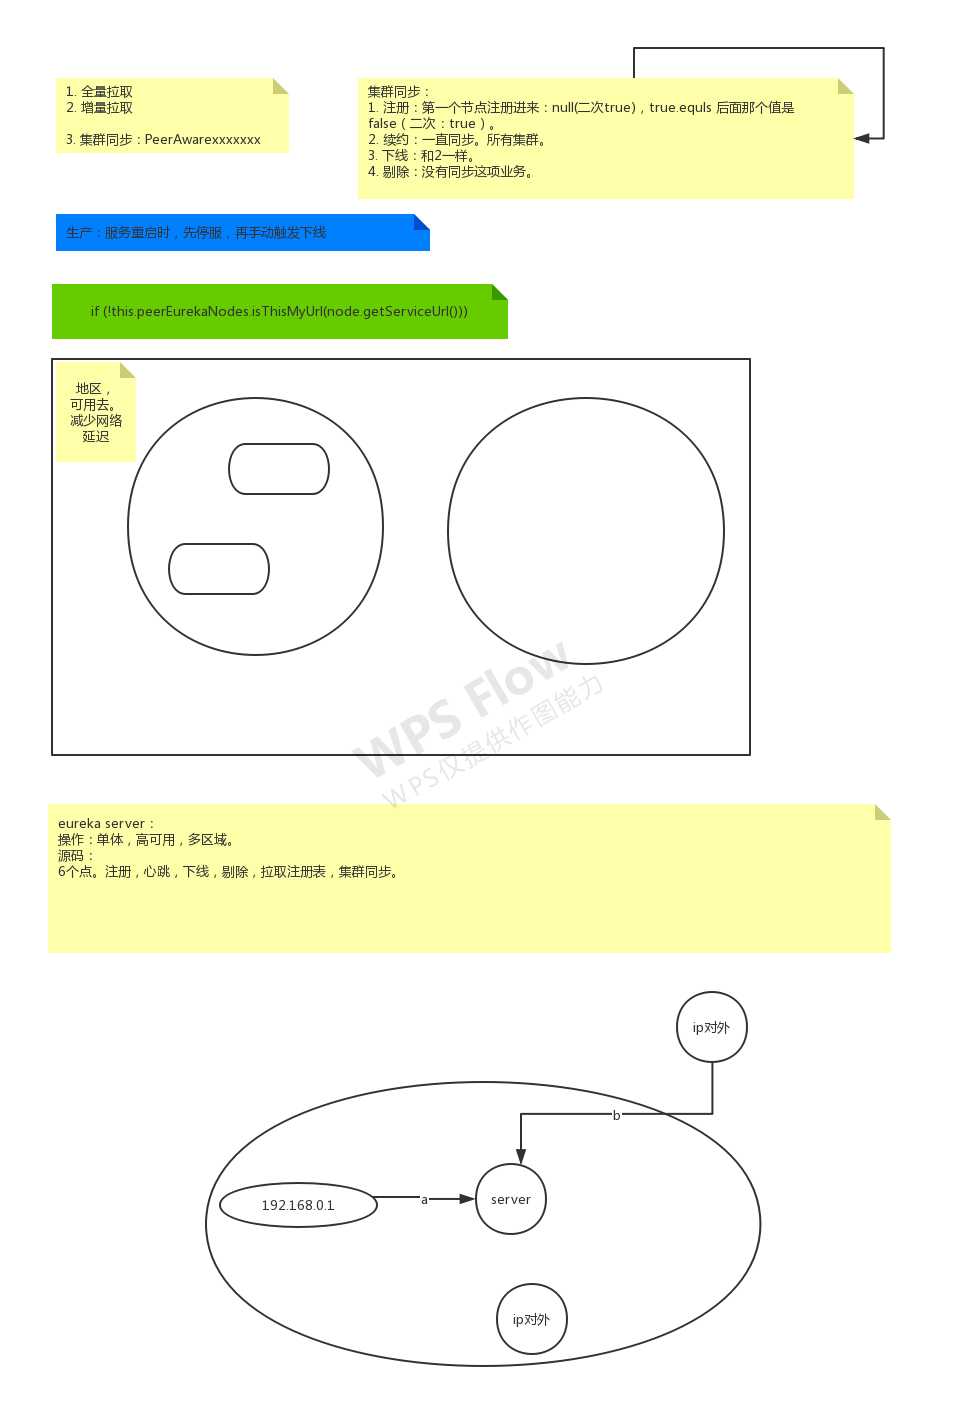 1. 全量拉取
2. 增量拉取
3. 集群同步：PeerAwarexxxxxxx
集群同步：
1. 注册：第一个节点注册进来：null(二次true)，true.equls 后面那个值是
false（二次：true）。
2. 续约：一直同步。所有集群。
3. 下线：和2一样。
4. 剔除：没有同步这项业务。
生产：服务重启时，先停服，再手动触发下线
if (!this.peerEurekaNodes.isThisMyUrl(node.getServiceUrl()))
地区，
可用去。
减少网络
延迟
WPS Flow
WPS仅提供作图能力
eureka server：
操作：单体，高可用，多区域。
源码：
6个点。注册，心跳，下线，剔除，拉取注册表，集群同步。
ip对外
b
192.168.0.1
a
server
ip对外